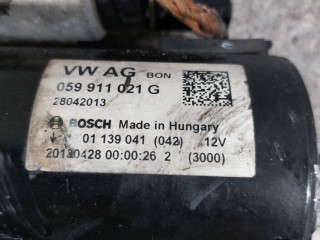 VW AG BON
059 911 021 G
28042013
BOSCH Made in Hungary
01 139 041 (042) 12V
20130428 00:00:26 2 (3000)